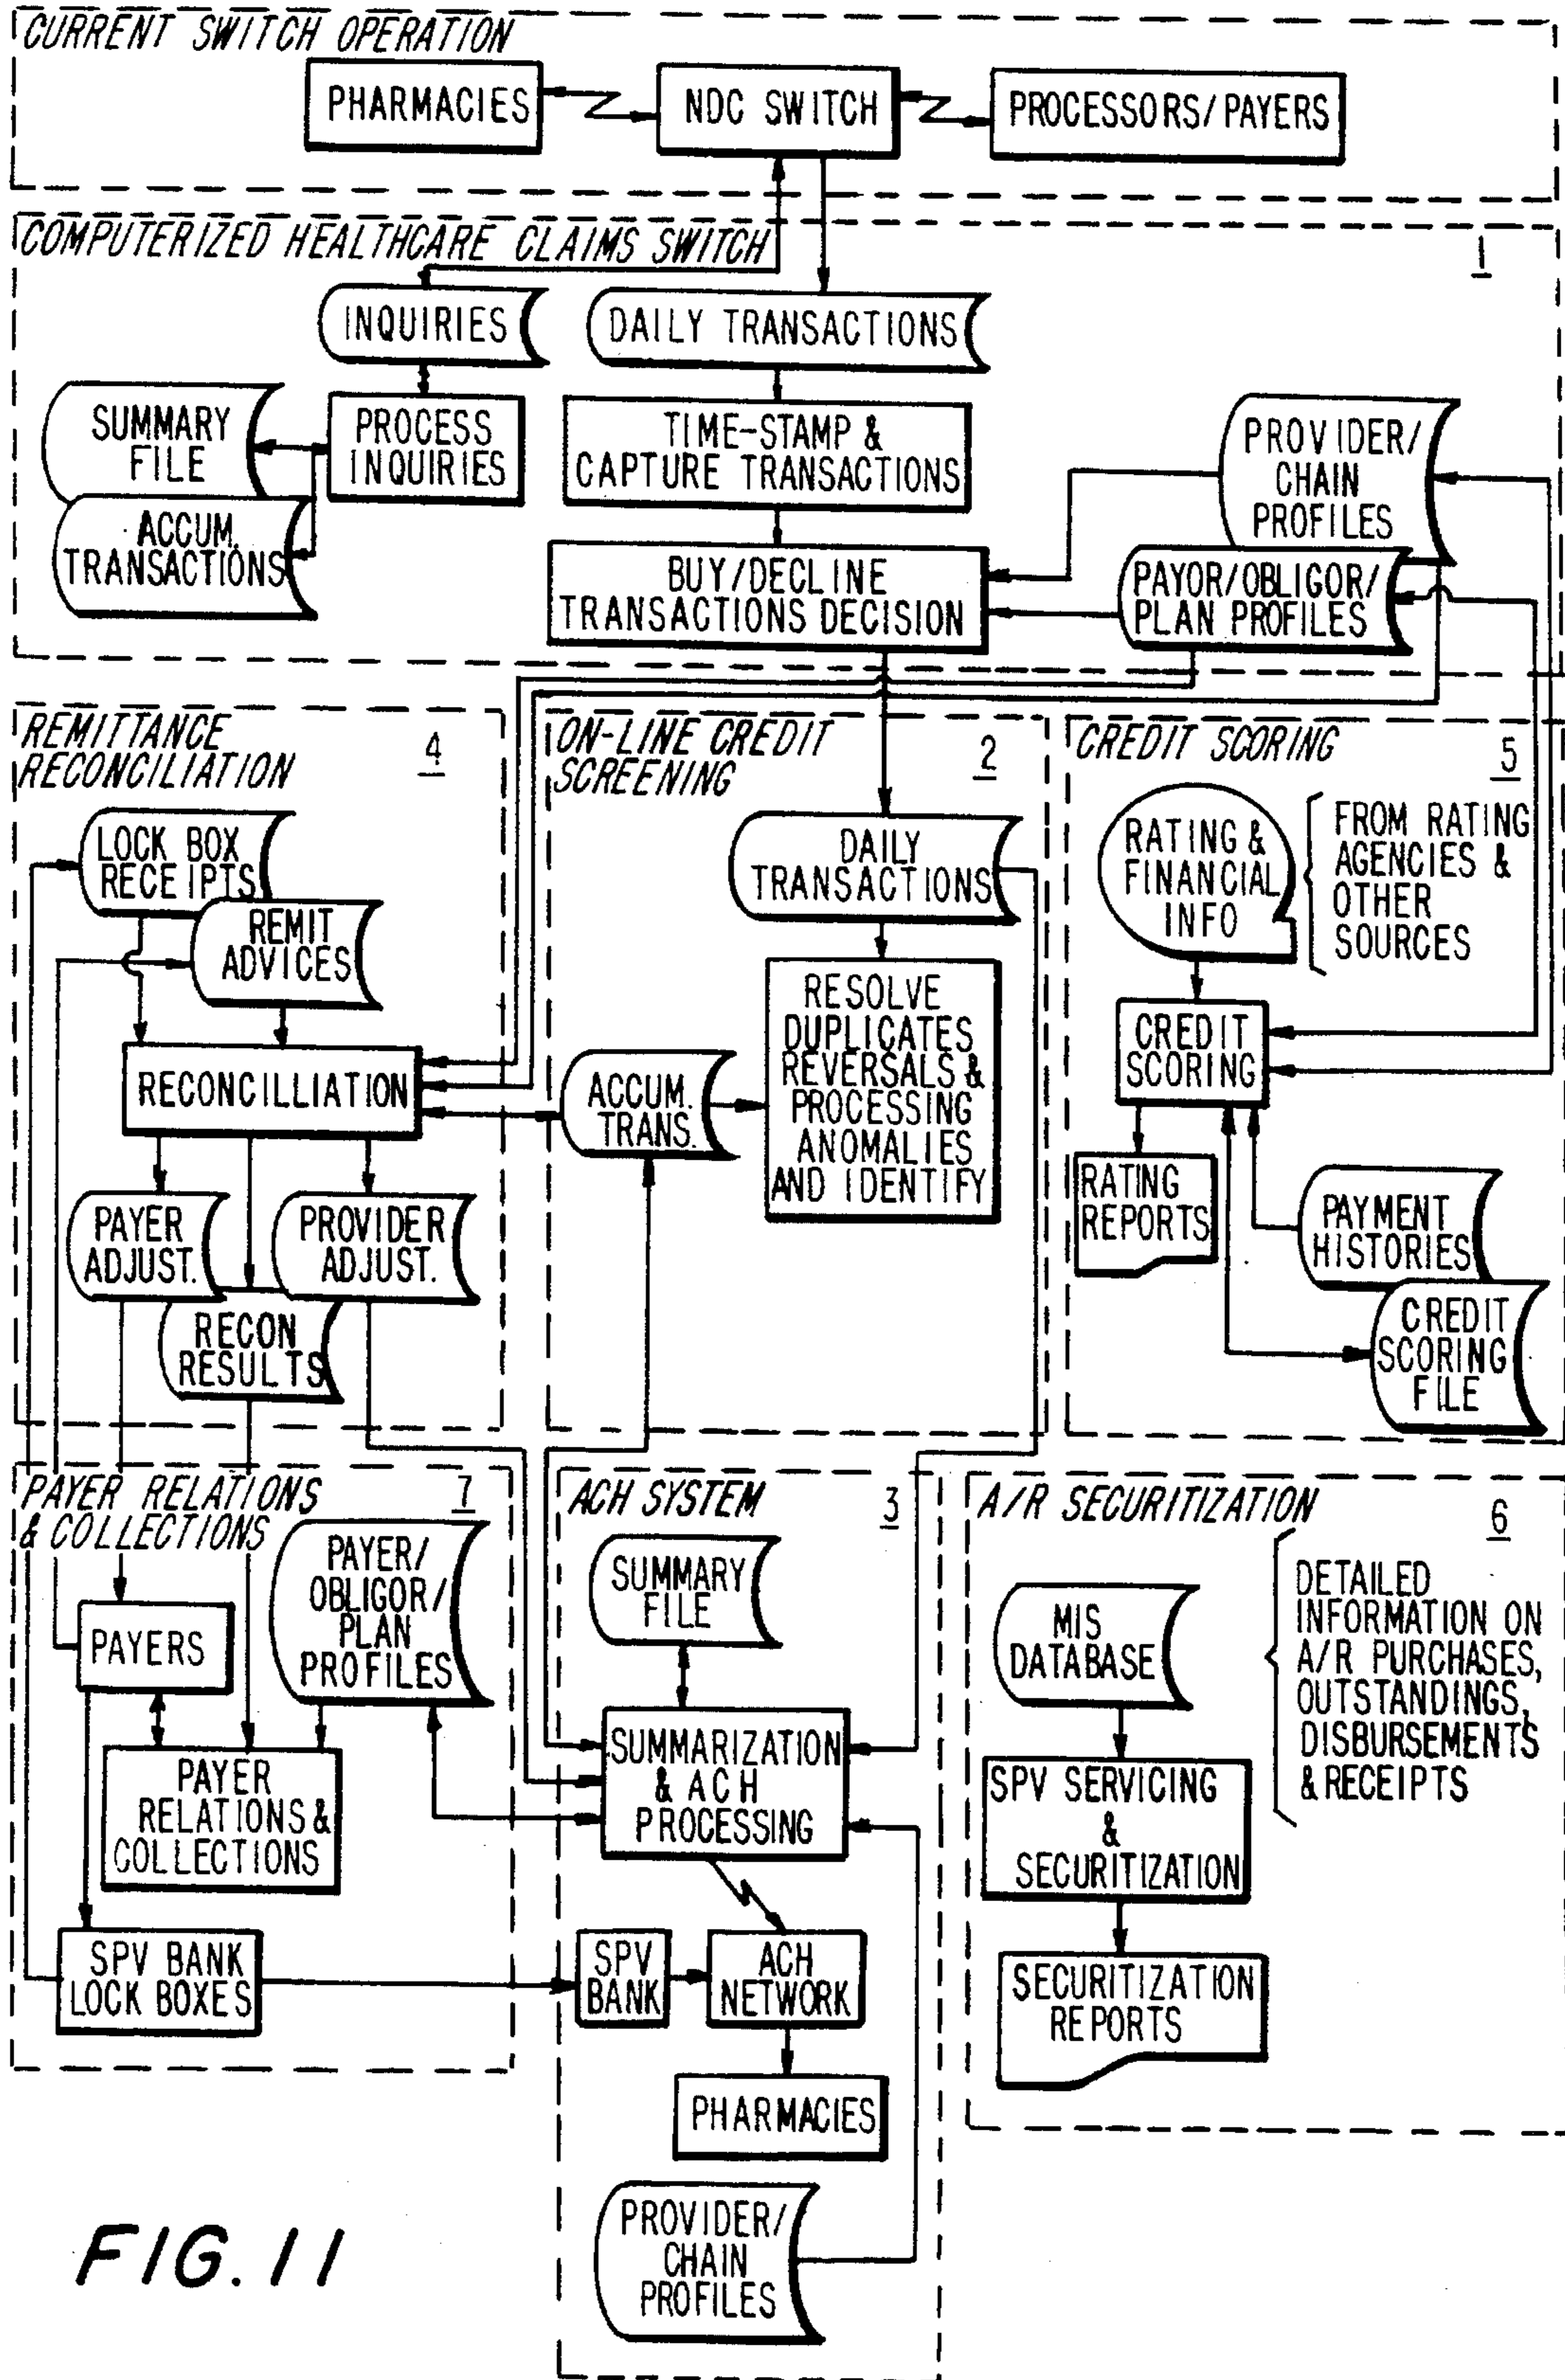 CURRENT SWITCH OPERATION
PHARMACIES
NDC SWITCH
PROCESSORS/PAYERS
COMPUTERIZED HEALTHCARE CLAIMS SWITCH
1
INQUIRIES
DAILY TRANSACTIONS
SUMMARY
FILE
PROCESS
INQUIRIES
TIME-STAMP &
CAPTURE TRANSACTIONS
PROVIDER/
CHAIN
PROFILES
ACCUM.
TRANSACTIONS
BUY/DECLINE
TRANSACTIONS DECISION
PAYOR/OBLIGOR/
PLAN PROFILES
REMITTANCE
RECONCILIATION
4
LOCK BOX
RECEIPTS
REMIT
ADVICES
RECONCILLIATION
PAYER
ADJUST.
PROVIDER
ADJUST.
RECON
RESULTS
ON-LINE CREDIT
SCREENING
2
DAILY
TRANSACTIONS
RESOLVE
DUPLICATES
REVERSALS &
PROCESSING
ANOMALIES
AND IDENTIFY
ACCUM.
TRANS.
CREDIT SCORING
5
RATING &
FINANCIAL
INFO
FROM RATING
AGENCIES &
OTHER
SOURCES
CREDIT
SCORING
RATING
REPORTS
PAYMENT
HISTORIES
CREDIT
SCORING
FILE
PAYER RELATIONS
& COLLECTIONS
7
PAYER/
OBLIGOR/
PLAN
PROFILES
PAYERS
PAYER
RELATIONS &
COLLECTIONS
SPV BANK
LOCK BOXES
ACH SYSTEM
3
SUMMARY
FILE
SUMMARIZATION
& ACH
PROCESSING
SPV
BANK
ACH
NETWORK
PHARMACIES
PROVIDER/
CHAIN
PROFILES
A/R SECURITIZATION
6
MIS
DATABASE
DETAILED
INFORMATION ON
A/R PURCHASES,
OUTSTANDINGS,
DISBURSEMENTS
& RECEIPTS
SPV SERVICING
&
SECURITIZATION
SECURITIZATION
REPORTS
FIG. 11